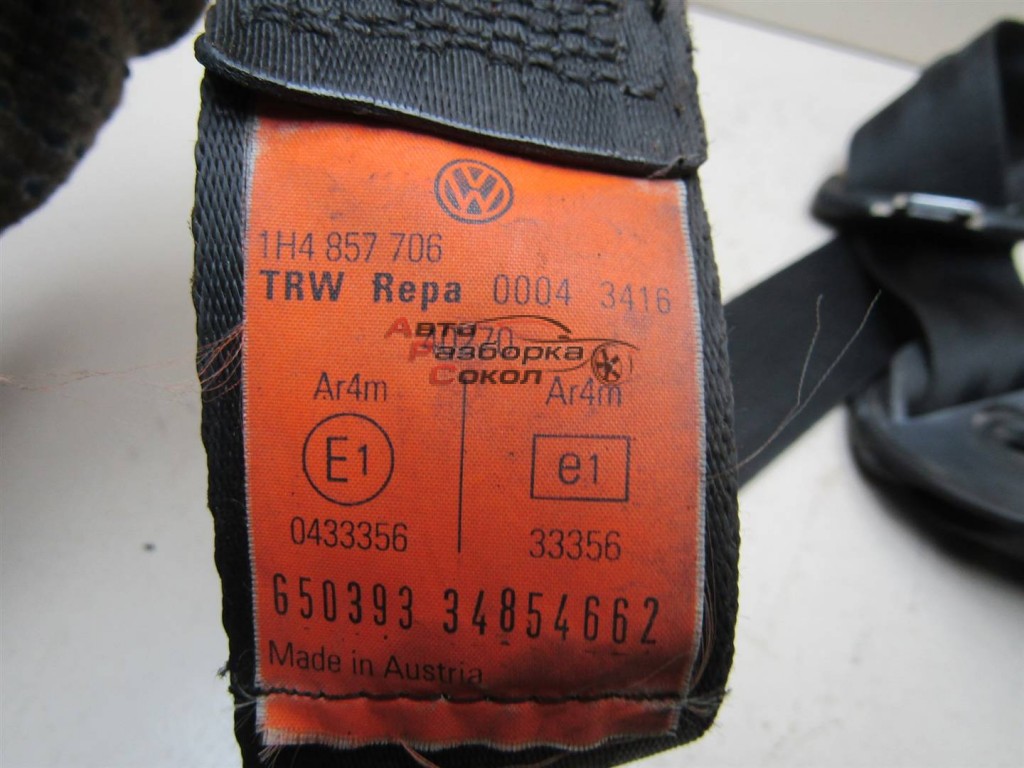 VW
1H4 857 706
TRW Repa 0004 3416
Авто
Разборка
Сокол
Ar4m Ar4m
E1 e1
0433356 33356
650393 34854662
Made in Austria